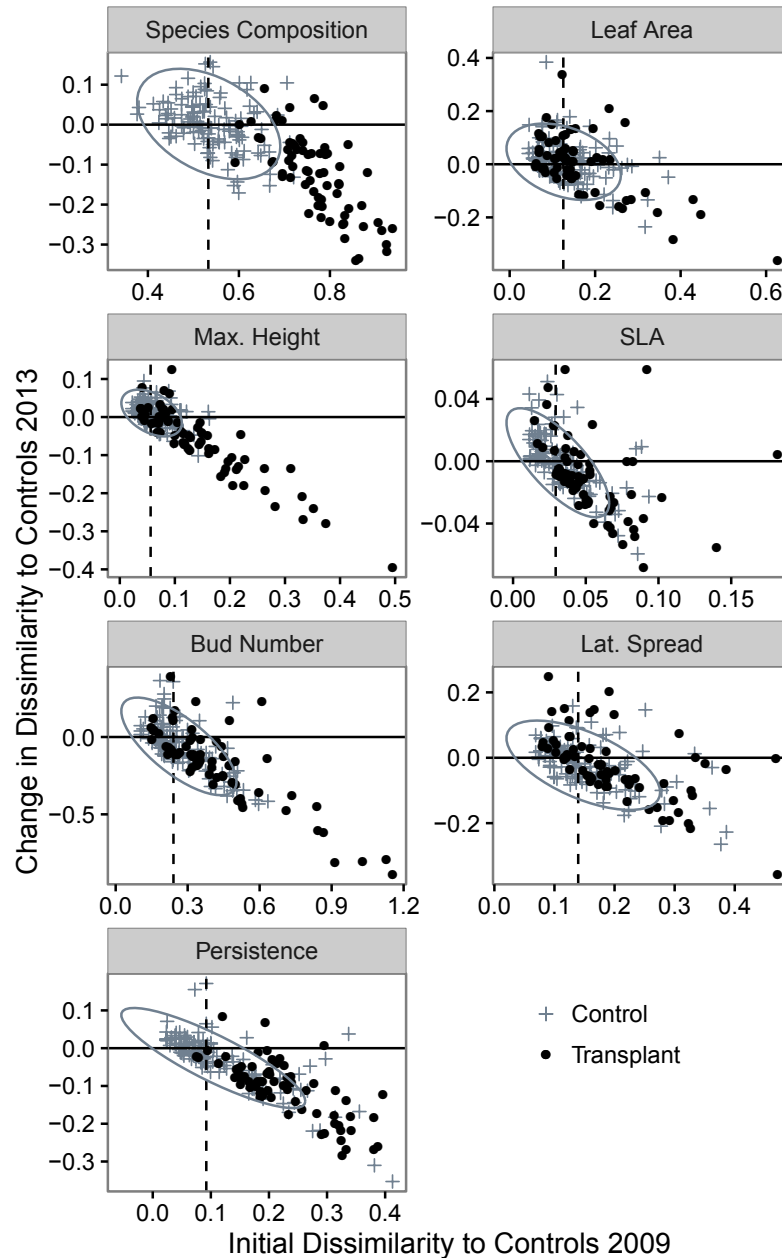 Species Composition
Leaf Area
0.1
0.0
−0.1
−0.2
−0.3
0.4 0.6 0.8
0.4
0.2
0.0
−0.2
0.0 0.2 0.4 0.6
Max. Height
SLA
0.1
0.0
−0.1
−0.2
−0.3
−0.4
0.0 0.1 0.2 0.3 0.4 0.5
0.04
0.00
−0.04
0.00 0.05 0.10 0.15
Bud Number
Lat. Spread
0.0
−0.5
0.0 0.3 0.6 0.9 1.2
0.2
0.0
−0.2
0.0 0.1 0.2 0.3 0.4
Persistence
0.1
0.0
−0.1
−0.2
−0.3
0.0 0.1 0.2 0.3 0.4
Control
Transplant
Change in Dissimilarity to Controls 2013
Initial Dissimilarity to Controls 2009